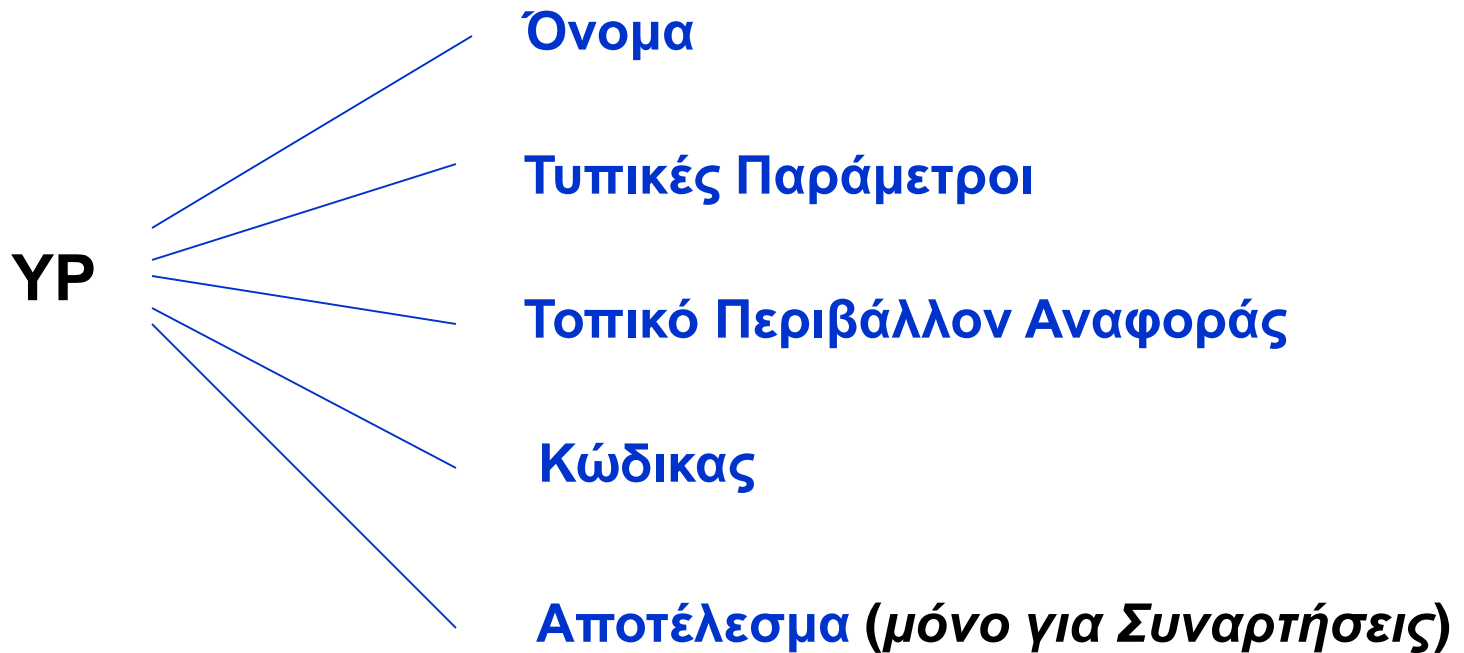 Όνομα
Τυπικές Παράμετροι
ΥΡ
Τοπικό Περιβάλλον Αναφοράς
Κώδικας
Αποτέλεσμα (μόνο για Συναρτήσεις)